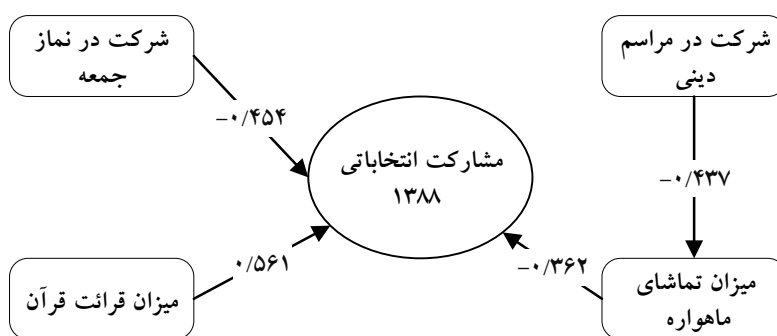 شرکت در مراسم
دینی
شرکت در نماز
جمعه
-۰/۴۵۴
مشارکت انتخاباتی
۱۳۸۸
-۰/۴۳۷
۰/۵۶۱
-۰/۳۶۲
میزان تماشای
ماهواره
میزان قرائت قرآن